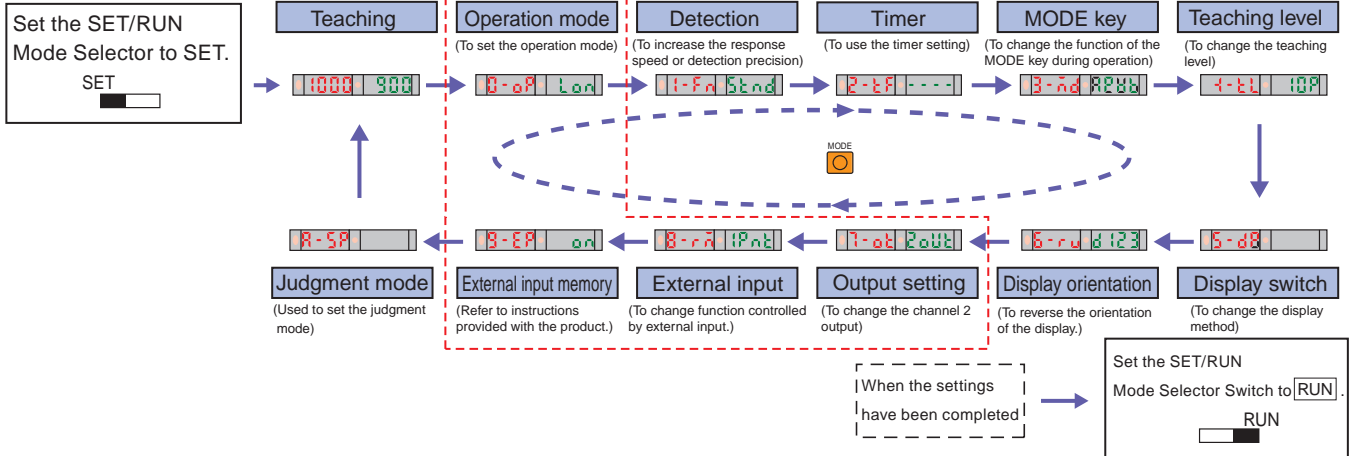 Set the SET/RUN
Mode Selector to SET.
SET
Teaching
1000 900
Operation mode
(To set the operation mode)
0-oP Lon
Detection
(To increase the response
speed or detection precision)
1-Fn Stnd
Timer
(To use the timer setting)
2-tF ----
MODE key
(To change the function of the
MODE key during operation)
Teaching level
(To change the teaching
level)
10P
MODE
A-SP
Judgment mode
(Used to set the judgment
mode)
9-EP on
External input memory
(Refer to instructions
provided with the product.)
1Pnt
External input
(To change function controlled
by external input.)
7-ot 2oUt
Output setting
(To change the channel 2
output)
6-ru d123
Display orientation
(To reverse the orientation
of the display.)
5-d8
Display switch
(To change the display
method)
When the settings
have been completed
Set the SET/RUN
Mode Selector Switch to RUN .
RUN